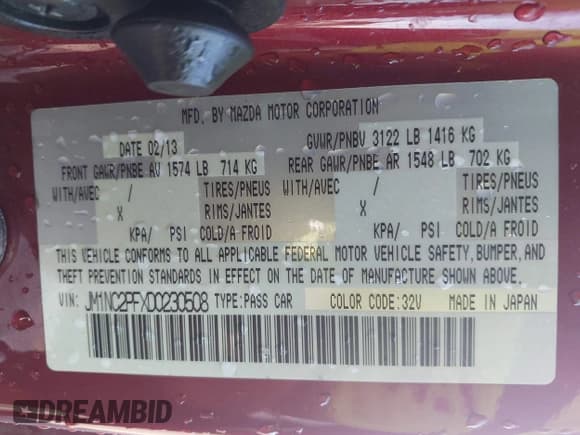 MFD. BY MAZDA MOTOR CORPORATION
DATE 02/13 GVWR/PNBV 3122 LB 1416 KG
FRONT GAWR/PNBE AV 1574 LB 714 KG REAR GAWR/PNBE AR 1548 LB 702 KG
WITH/AVEC / TIRES/PNEUS WITH/AVEC / TIRES/PNEUS
X RIMS/JANTES X RIMS/JANTES
KPA/ PSI COLD/A FROID KPA/ PSI COLD/A FROID
THIS VEHICLE CONFORMS TO ALL APPLICABLE FEDERAL MOTOR VEHICLE SAFETY,BUMPER,AND
THEFT PREVENTION STANDARDS IN EFFECT ON THE DATE OF MANUFACTURE SHOWN ABOVE.
VIN: JM1NC2PFXD0230508 TYPE:PASS CAR COLOR CODE:32V MADE IN JAPAN
DREAMBID